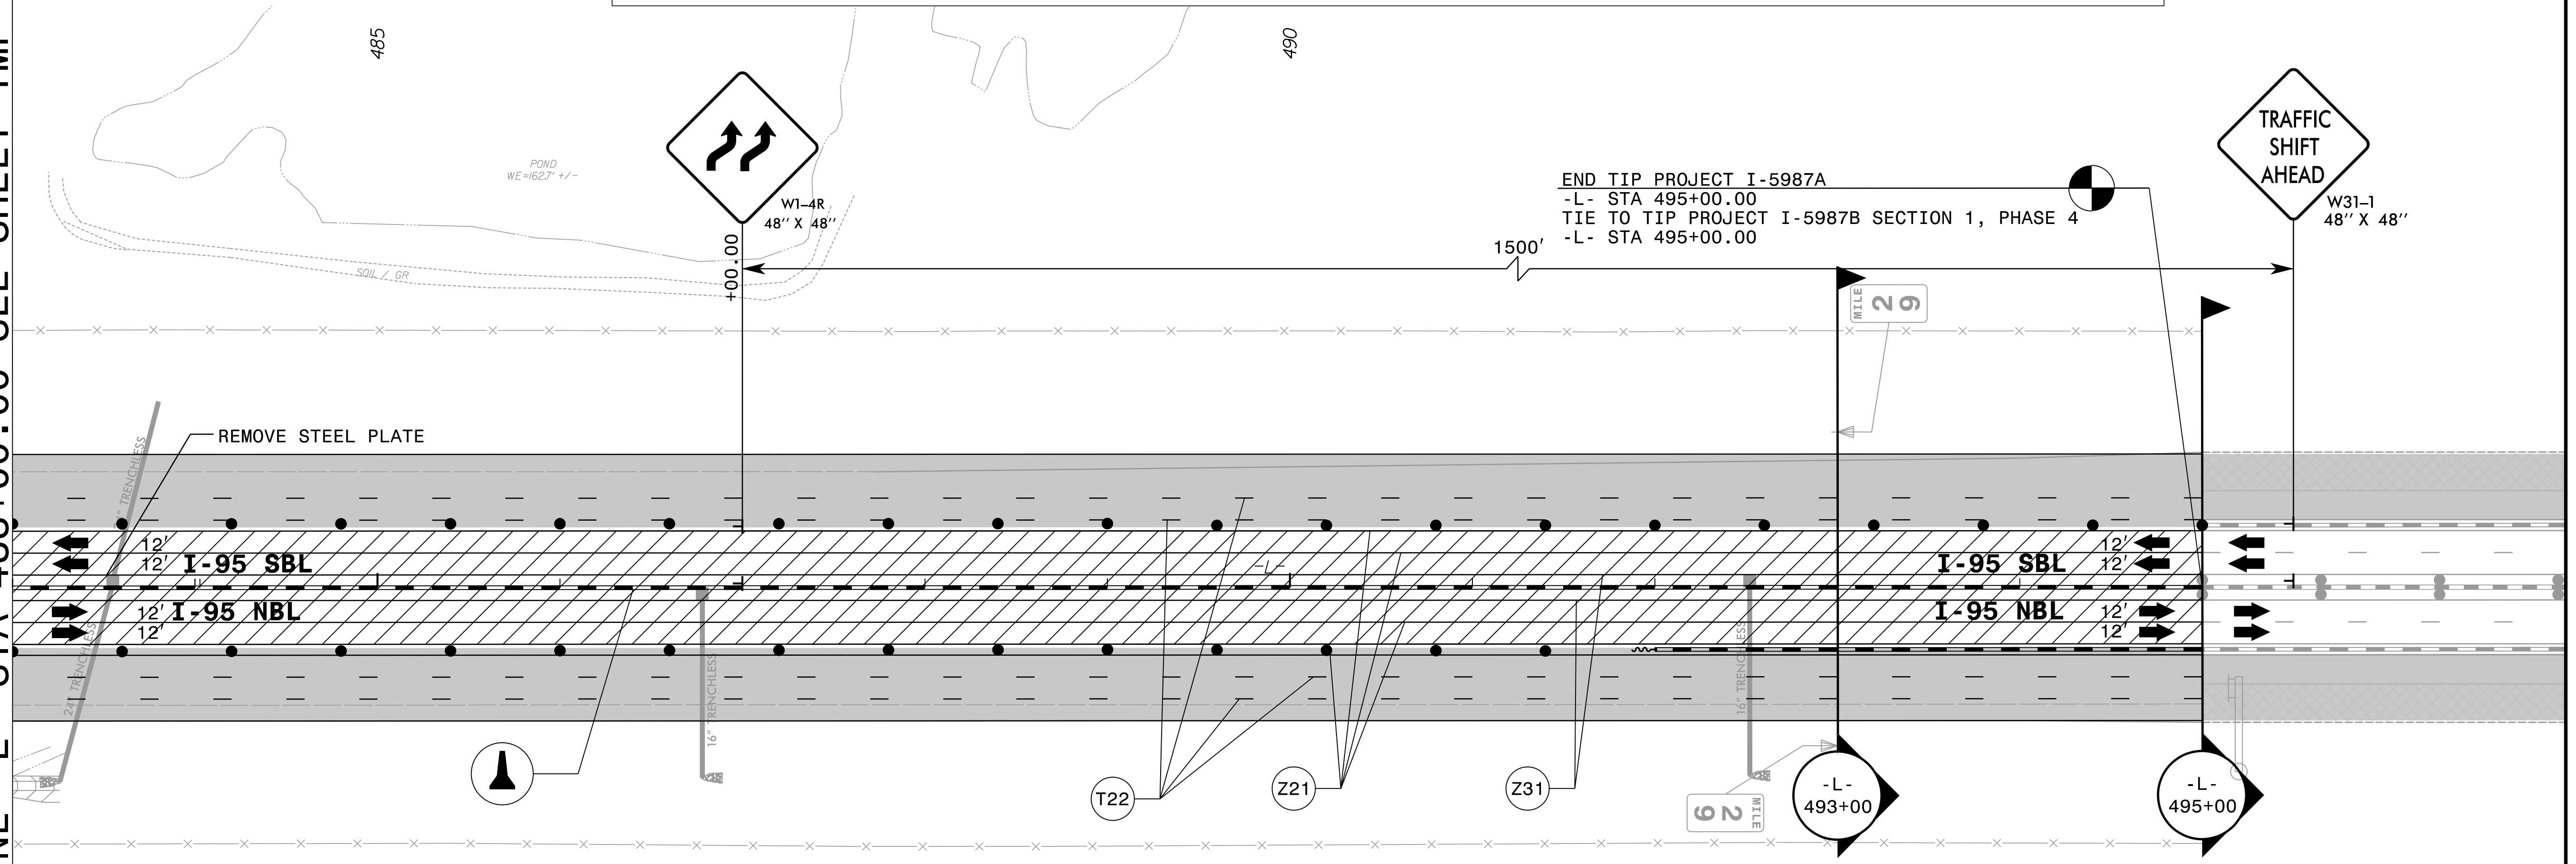 485
490
POND
WE=162.7' +/-
SOIL / GR
W1-4R
48'' X 48''
+00.00
1500'
END TIP PROJECT I-5987A
-L- STA 495+00.00
TIE TO TIP PROJECT I-5987B SECTION 1, PHASE 4
-L- STA 495+00.00
TRAFFIC
SHIFT
AHEAD
W31-1
48'' X 48''
MILE
29
REMOVE STEEL PLATE
TRENCHLESS
24" TRENCHLESS
12'
12'
I-95 SBL
12'
12'
I-95 NBL
-L-
I-95 SBL
12'
12'
I-95 NBL
12'
12'
16" TRENCHLESS
16" TRENCHLESS
T22
Z21
Z31
MILE
29
-L-
493+00
-L-
495+00